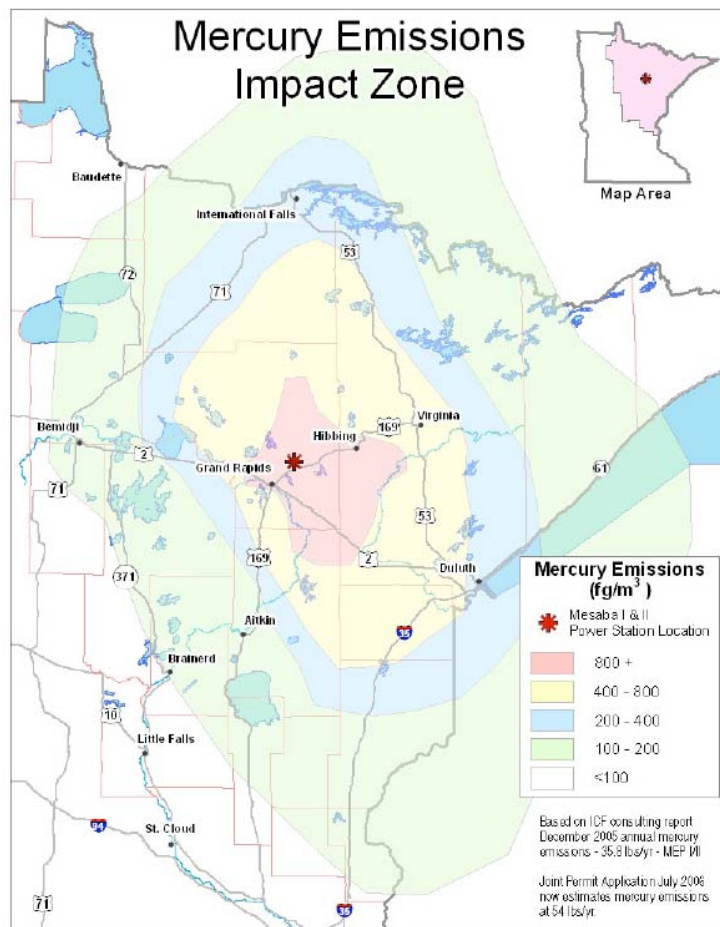 Mercury Emissions
Impact Zone
Map Area
Baudette
International Falls
53
72
71
Virginia
169
Bemidji
Hibbing
2
Grand Rapids
61
71
53
169
2
Duluth
371
Aitkin
35
Brainerd
10
Little Falls
94
St. Cloud
71
35
Mercury Emissions
(fg/m³ )
Mesaba I & II
Power Station Location
800 +
400 - 800
200 - 400
100 - 200
<100
Based on ICF consulting report
December 2005 annual mercury
emissions - 35.8 lbs/yr - MEP I/II
Joint Permit Application July 2006
now estimates mercury emissions
at 54 lbs/yr.